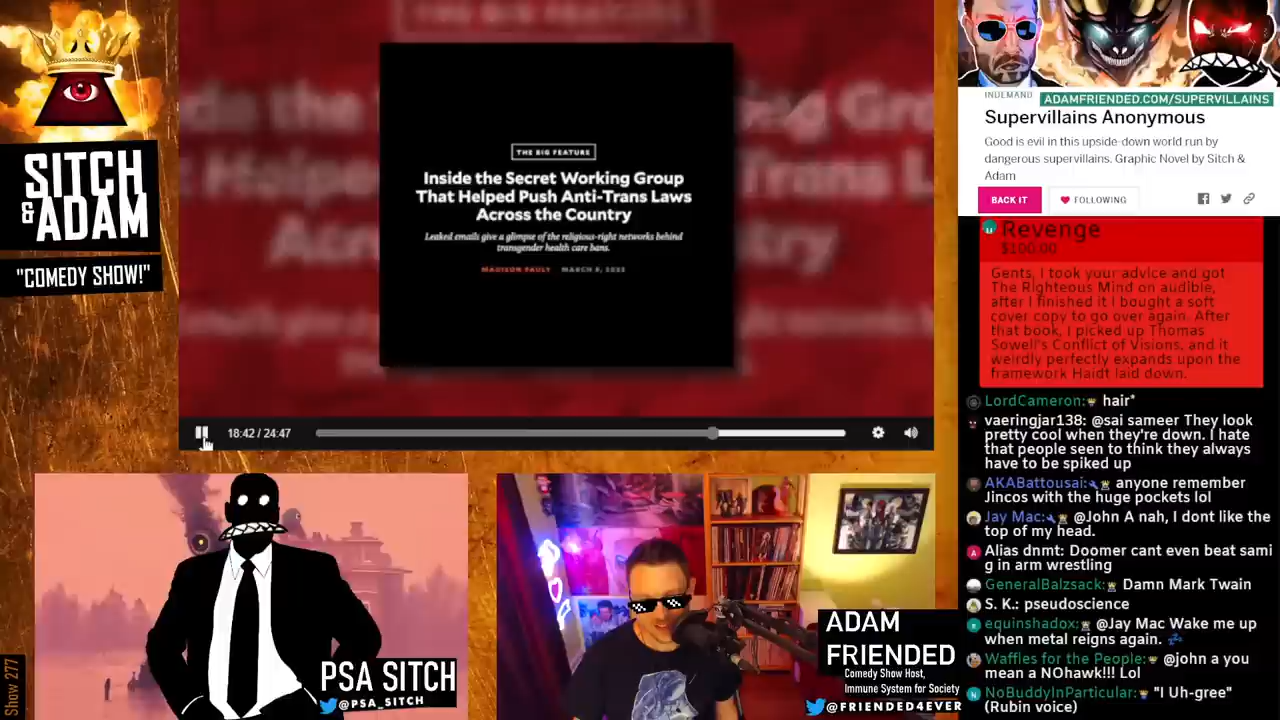 SITCH
& ADAM
"COMEDY SHOW!"
THE BIG FEATURE
THE BIG FEATURE
Inside the Secret Working Group
That Helped Push Anti-Trans Laws
Across the Country
Leaked emails give a glimpse of the religious-right networks behind
transgender health care bans.
MADISON PAULY MARCH 8, 2023
18:42 / 24:47
INDEMAND
ADAMFRIENDED.COM/SUPERVILLAINS
Supervillains Anonymous
Good is evil in this upside-down world run by
dangerous supervillains. Graphic Novel by Sitch &
Adam
BACK IT
FOLLOWING
Revenge
$100.00
Gents, I took your advice and got
The Righteous Mind on audible,
after I finished it I bought a soft
cover copy to go over again. After
that book, I picked up Thomas
Sowell's Conflict of Visions, and it
weirdly perfectly expands upon the
framework Haidt laid down.
LordCameron: hair*
vaeringjar138: @sai sameer They look
pretty cool when they're down. I hate
that people seen to think they always
have to be spiked up
AKABattousai: anyone remember
Jincos with the huge pockets lol
Jay Mac: @John A nah, I dont like the
top of my head.
Alias dnmt: Doomer cant even beat sami
g in arm wrestling
GeneralBalzsack: Damn Mark Twain
S. K.: pseudoscience
equinshadox: @Jay Mac Wake me up
when metal reigns again. 💤
Waffles for the People: @john a you
mean a NOhawk!!! Lol
NoBuddyInParticular: "I Uh-gree"
(Rubin voice)
Show 277
PSA SITCH
@PSA_SITCH
ADAM
FRIENDED
Comedy Show Host,
Immune System for Society
@FRIENDED4EVER